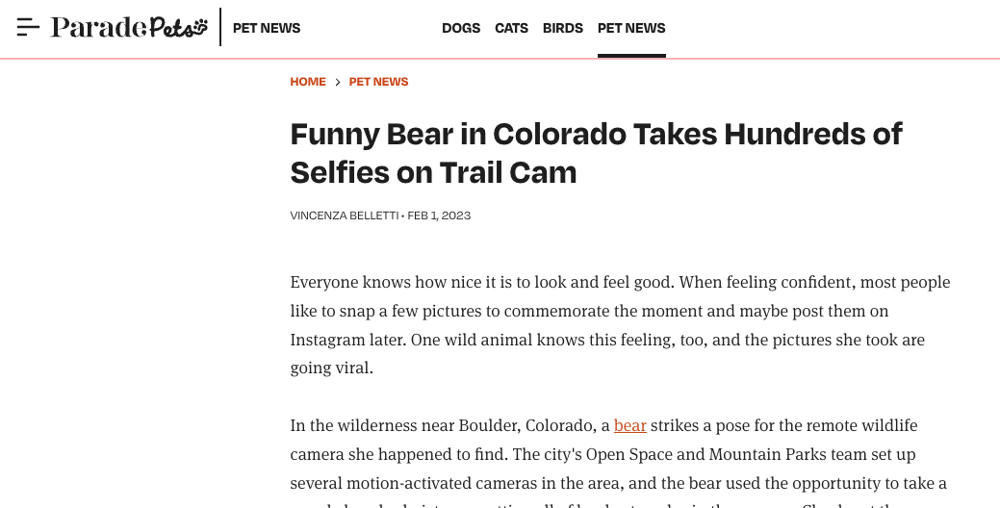 Parade Pets PET NEWS DOGS CATS BIRDS PET NEWS
HOME > PET NEWS
Funny Bear in Colorado Takes Hundreds of
Selfies on Trail Cam
VINCENZA BELLETTI • FEB 1, 2023
Everyone knows how nice it is to look and feel good. When feeling confident, most people
like to snap a few pictures to commemorate the moment and maybe post them on
Instagram later. One wild animal knows this feeling, too, and the pictures she took are
going viral.
In the wilderness near Boulder, Colorado, a bear strikes a pose for the remote wildlife
camera she happened to find. The city's Open Space and Mountain Parks team set up
several motion-activated cameras in the area, and the bear used the opportunity to take a